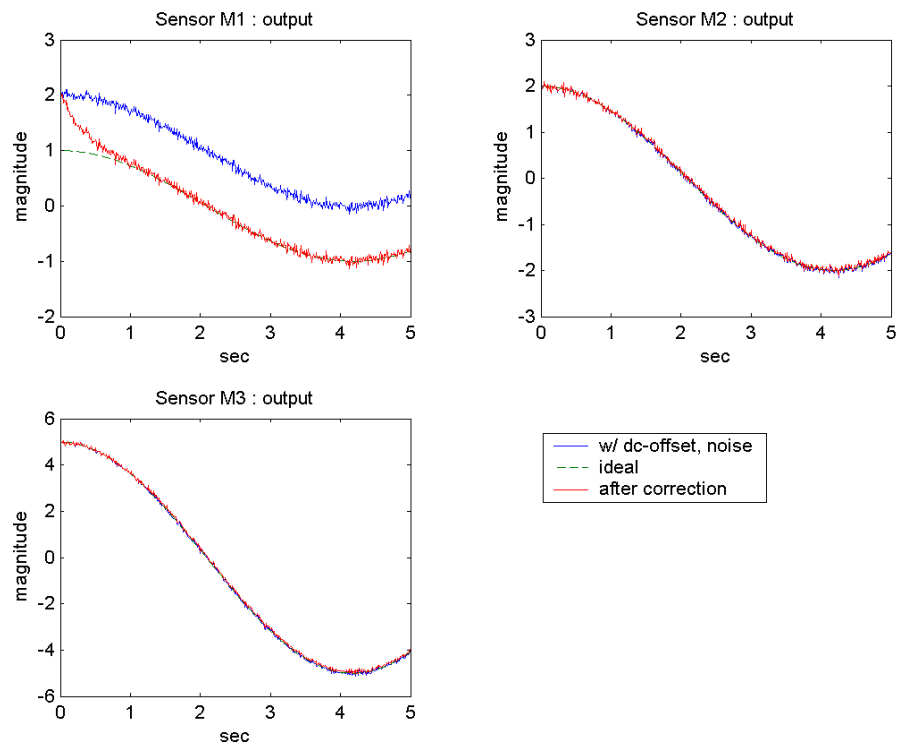 Sensor M1 : output
3
2
1
0
-1
-2
magnitude
0 1 2 3 4 5
sec
Sensor M2 : output
3
2
1
0
-1
-2
-3
magnitude
0 1 2 3 4 5
sec
Sensor M3 : output
6
4
2
0
-2
-4
-6
magnitude
0 1 2 3 4 5
sec
w/ dc-offset, noise
ideal
after correction